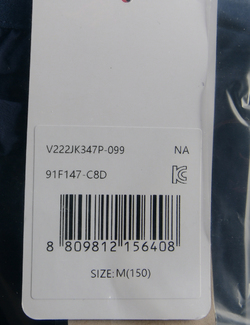 V222JK347P-099 NA
91F147-C8D
8 809812 156408
SIZE:M(150)